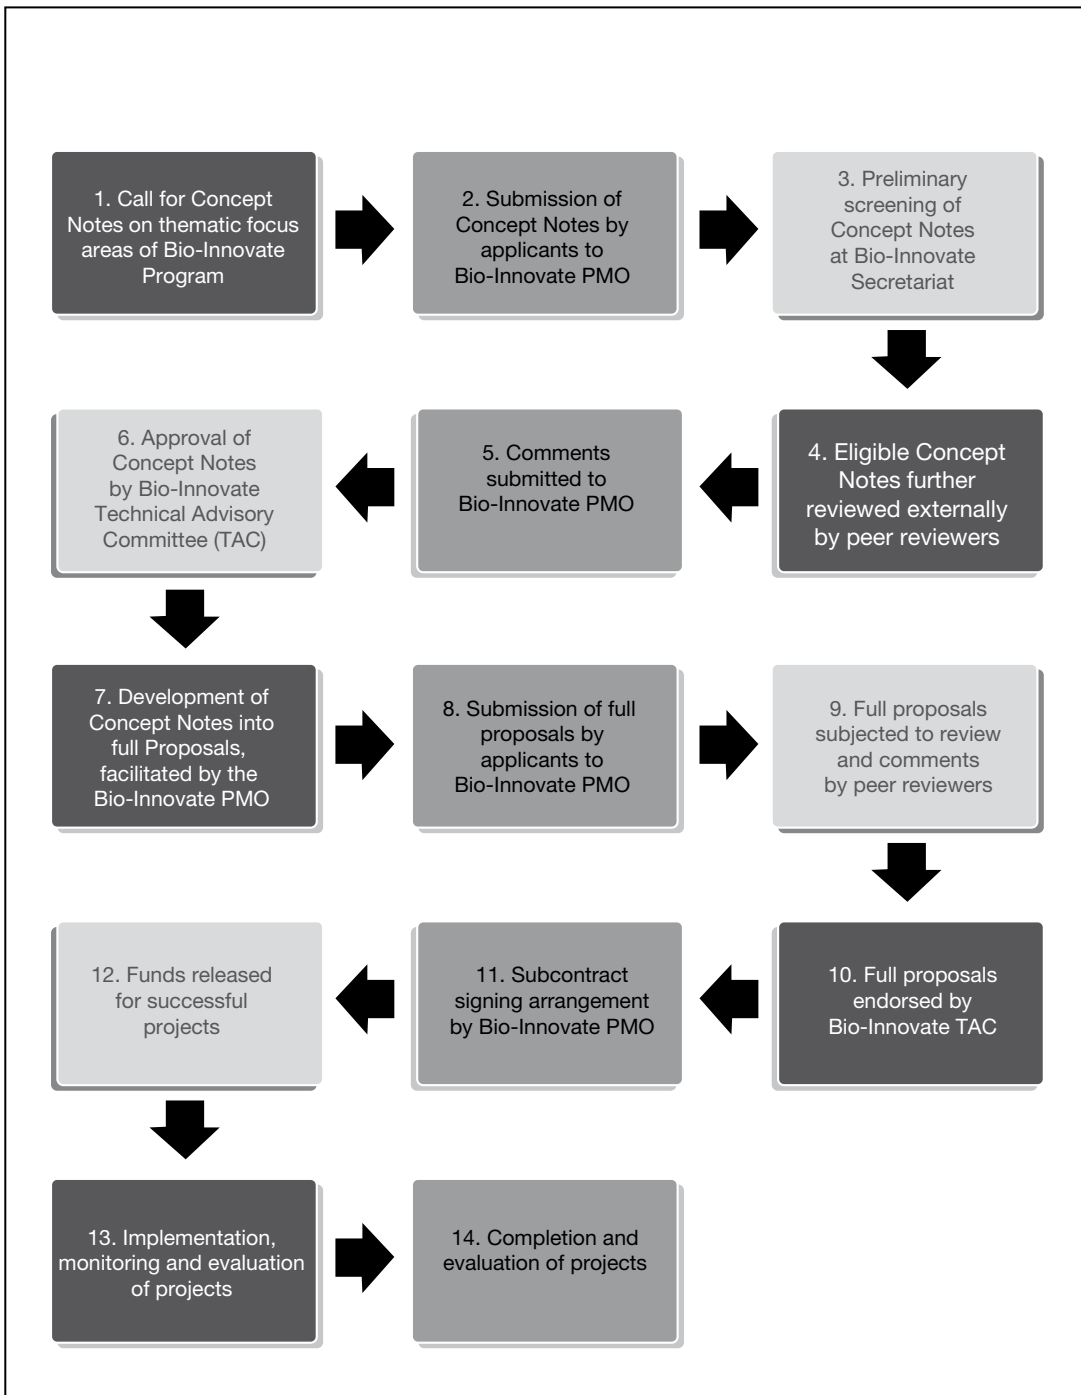 1. Call for Concept
Notes on thematic focus
areas of Bio-Innovate
Program
2. Submission of
Concept Notes by
applicants to
Bio-Innovate PMO
3. Preliminary
screening of
Concept Notes
at Bio-Innovate
Secretariat
4. Eligible Concept
Notes further
reviewed externally
by peer reviewers
5. Comments
submitted to
Bio-Innovate PMO
6. Approval of
Concept Notes
by Bio-Innovate
Technical Advisory
Committee (TAC)
7. Development of
Concept Notes into
full Proposals,
facilitated by the
Bio-Innovate PMO
8. Submission of full
proposals by
applicants to
Bio-Innovate PMO
9. Full proposals
subjected to review
and comments
by peer reviewers
10. Full proposals
endorsed by
Bio-Innovate TAC
11. Subcontract
signing arrangement
by Bio-Innovate PMO
12. Funds released
for successful
projects
13. Implementation,
monitoring and evaluation
of projects
14. Completion and
evaluation of projects